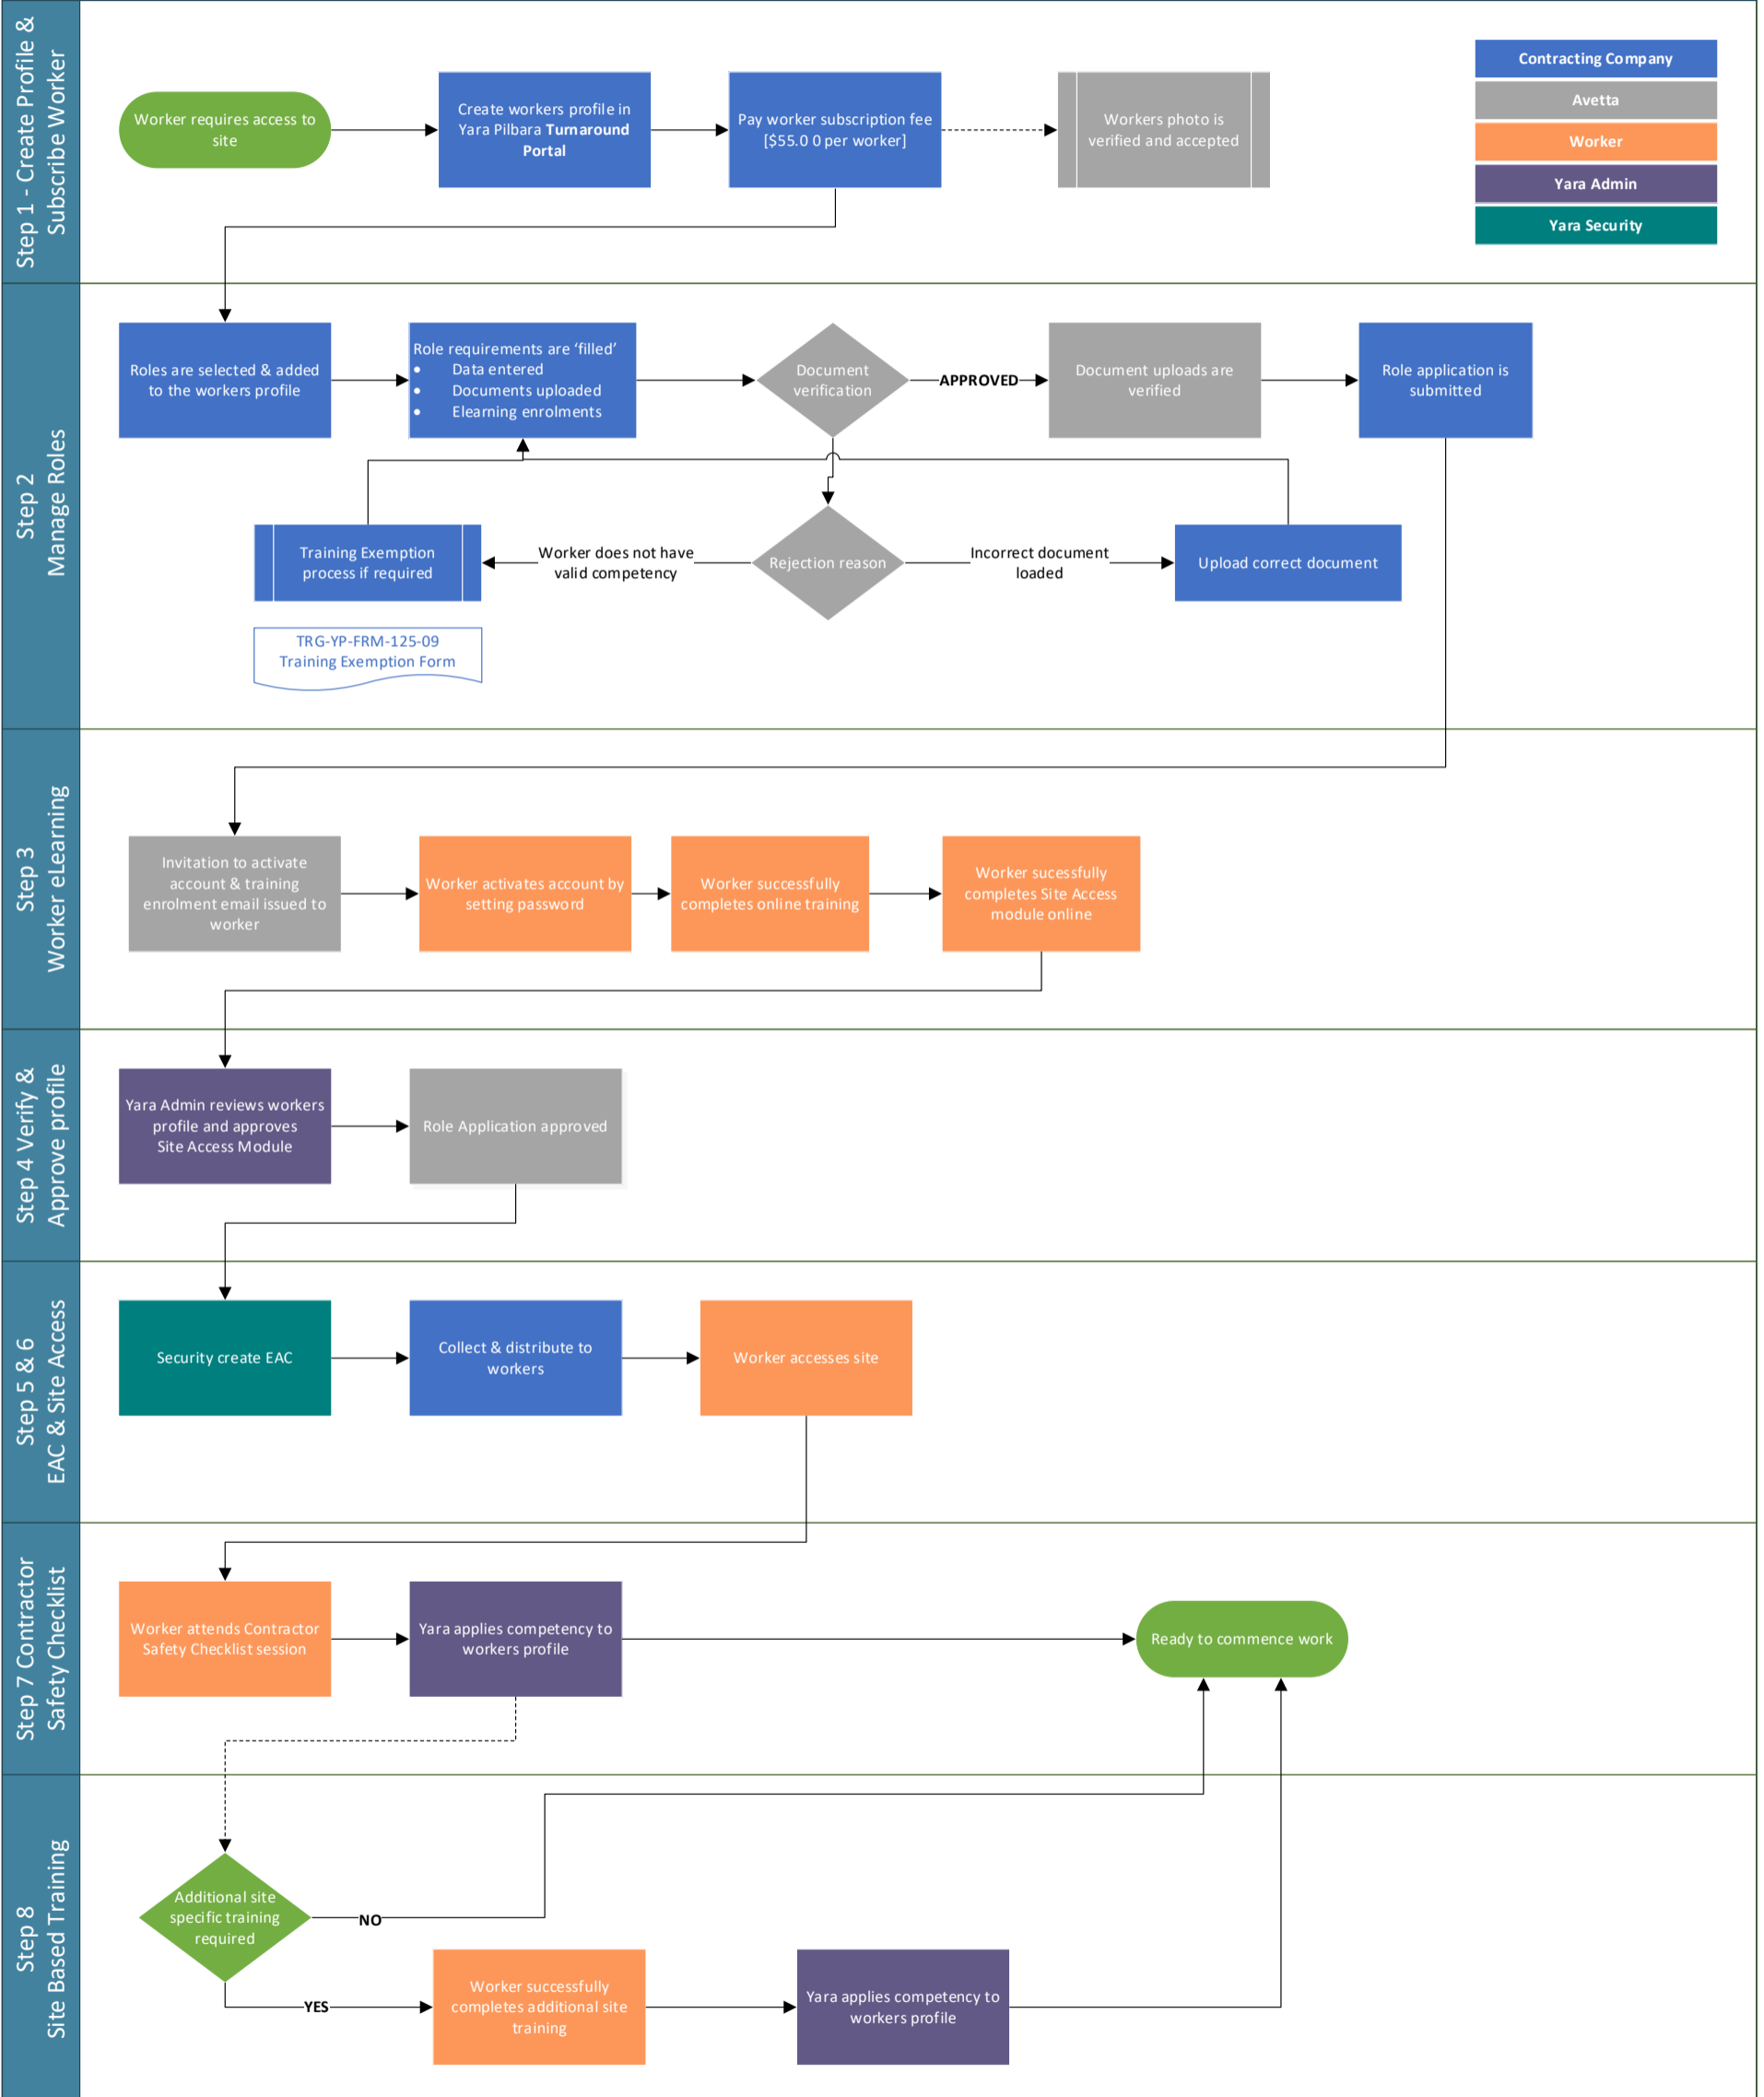 Step 1 - Create Profile &
Subscribe Worker
Worker requires access to
site
Create workers profile in
Yara Pilbara Turnaround
Portal
Pay worker subscription fee
[$55.0 0 per worker]
Workers photo is
verified and accepted
Contracting Company
Avetta
Worker
Yara Admin
Yara Security
Step 2
Manage Roles
Roles are selected & added
to the workers profile
Role requirements are ‘filled’
• Data entered
• Documents uploaded
• Elearning enrolments
Document
verification
APPROVED
Document uploads are
verified
Role application is
submitted
Training Exemption
process if required
Worker does not have
valid competency
Rejection reason
Incorrect document
loaded
Upload correct document
TRG-YP-FRM-125-09
Training Exemption Form
Step 3
Worker eLearning
Invitation to activate
account & training
enrolment email issued to
worker
Worker activates account by
setting password
Worker successfully
completes online training
Worker sucessfully
completes Site Access
module online
Step 4 Verify &
Approve profile
Yara Admin reviews workers
profile and approves
Site Access Module
Role Application approved
Step 5 & 6
EAC & Site Access
Security create EAC
Collect & distribute to
workers
Worker accesses site
Step 7 Contractor
Safety Checklist
Worker attends Contractor
Safety Checklist session
Yara applies competency to
workers profile
Ready to commence work
Step 8
Site Based Training
Additional site
specific training
required
NO
YES
Worker successfully
completes additional site
training
Yara applies competency to
workers profile